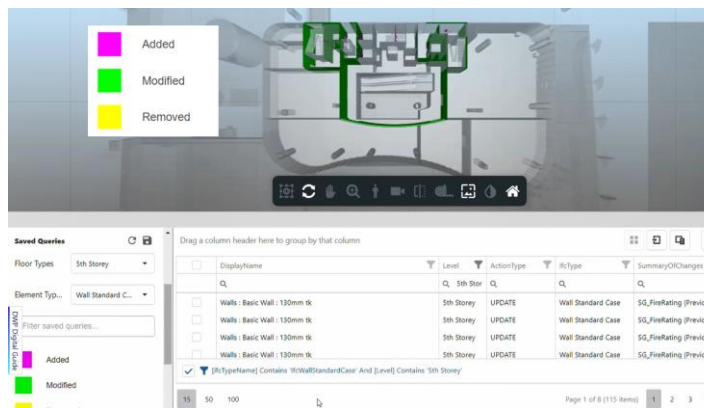 Added
Modified
Removed
Saved Queries
Floor Types
5th Storey
Element Typ...
Wall Standard C...
Filter saved queries...
DWP Digital Guide
Added
Modified
Drag a column header here to group by that column
DisplayName Level ActionType IfcType SummaryOfChanges
5th Stor
Walls : Basic Wall : 130mm tk 5th Storey UPDATE Wall Standard Case SG_FireRating (Previc
Walls : Basic Wall : 130mm tk 5th Storey UPDATE Wall Standard Case SG_FireRating (Previc
Walls : Basic Wall : 130mm tk 5th Storey UPDATE Wall Standard Case SG_FireRating (Previc
Walls : Basic Wall : 130mm tk 5th Storey UPDATE Wall Standard Case SG_FireRating (Previc
[IfcTypeName] Contains 'IfcWallStandardCase' And [Level] Contains '5th Storey'
15 50 100 Page 1 of 8 (115 items) 1 2 3